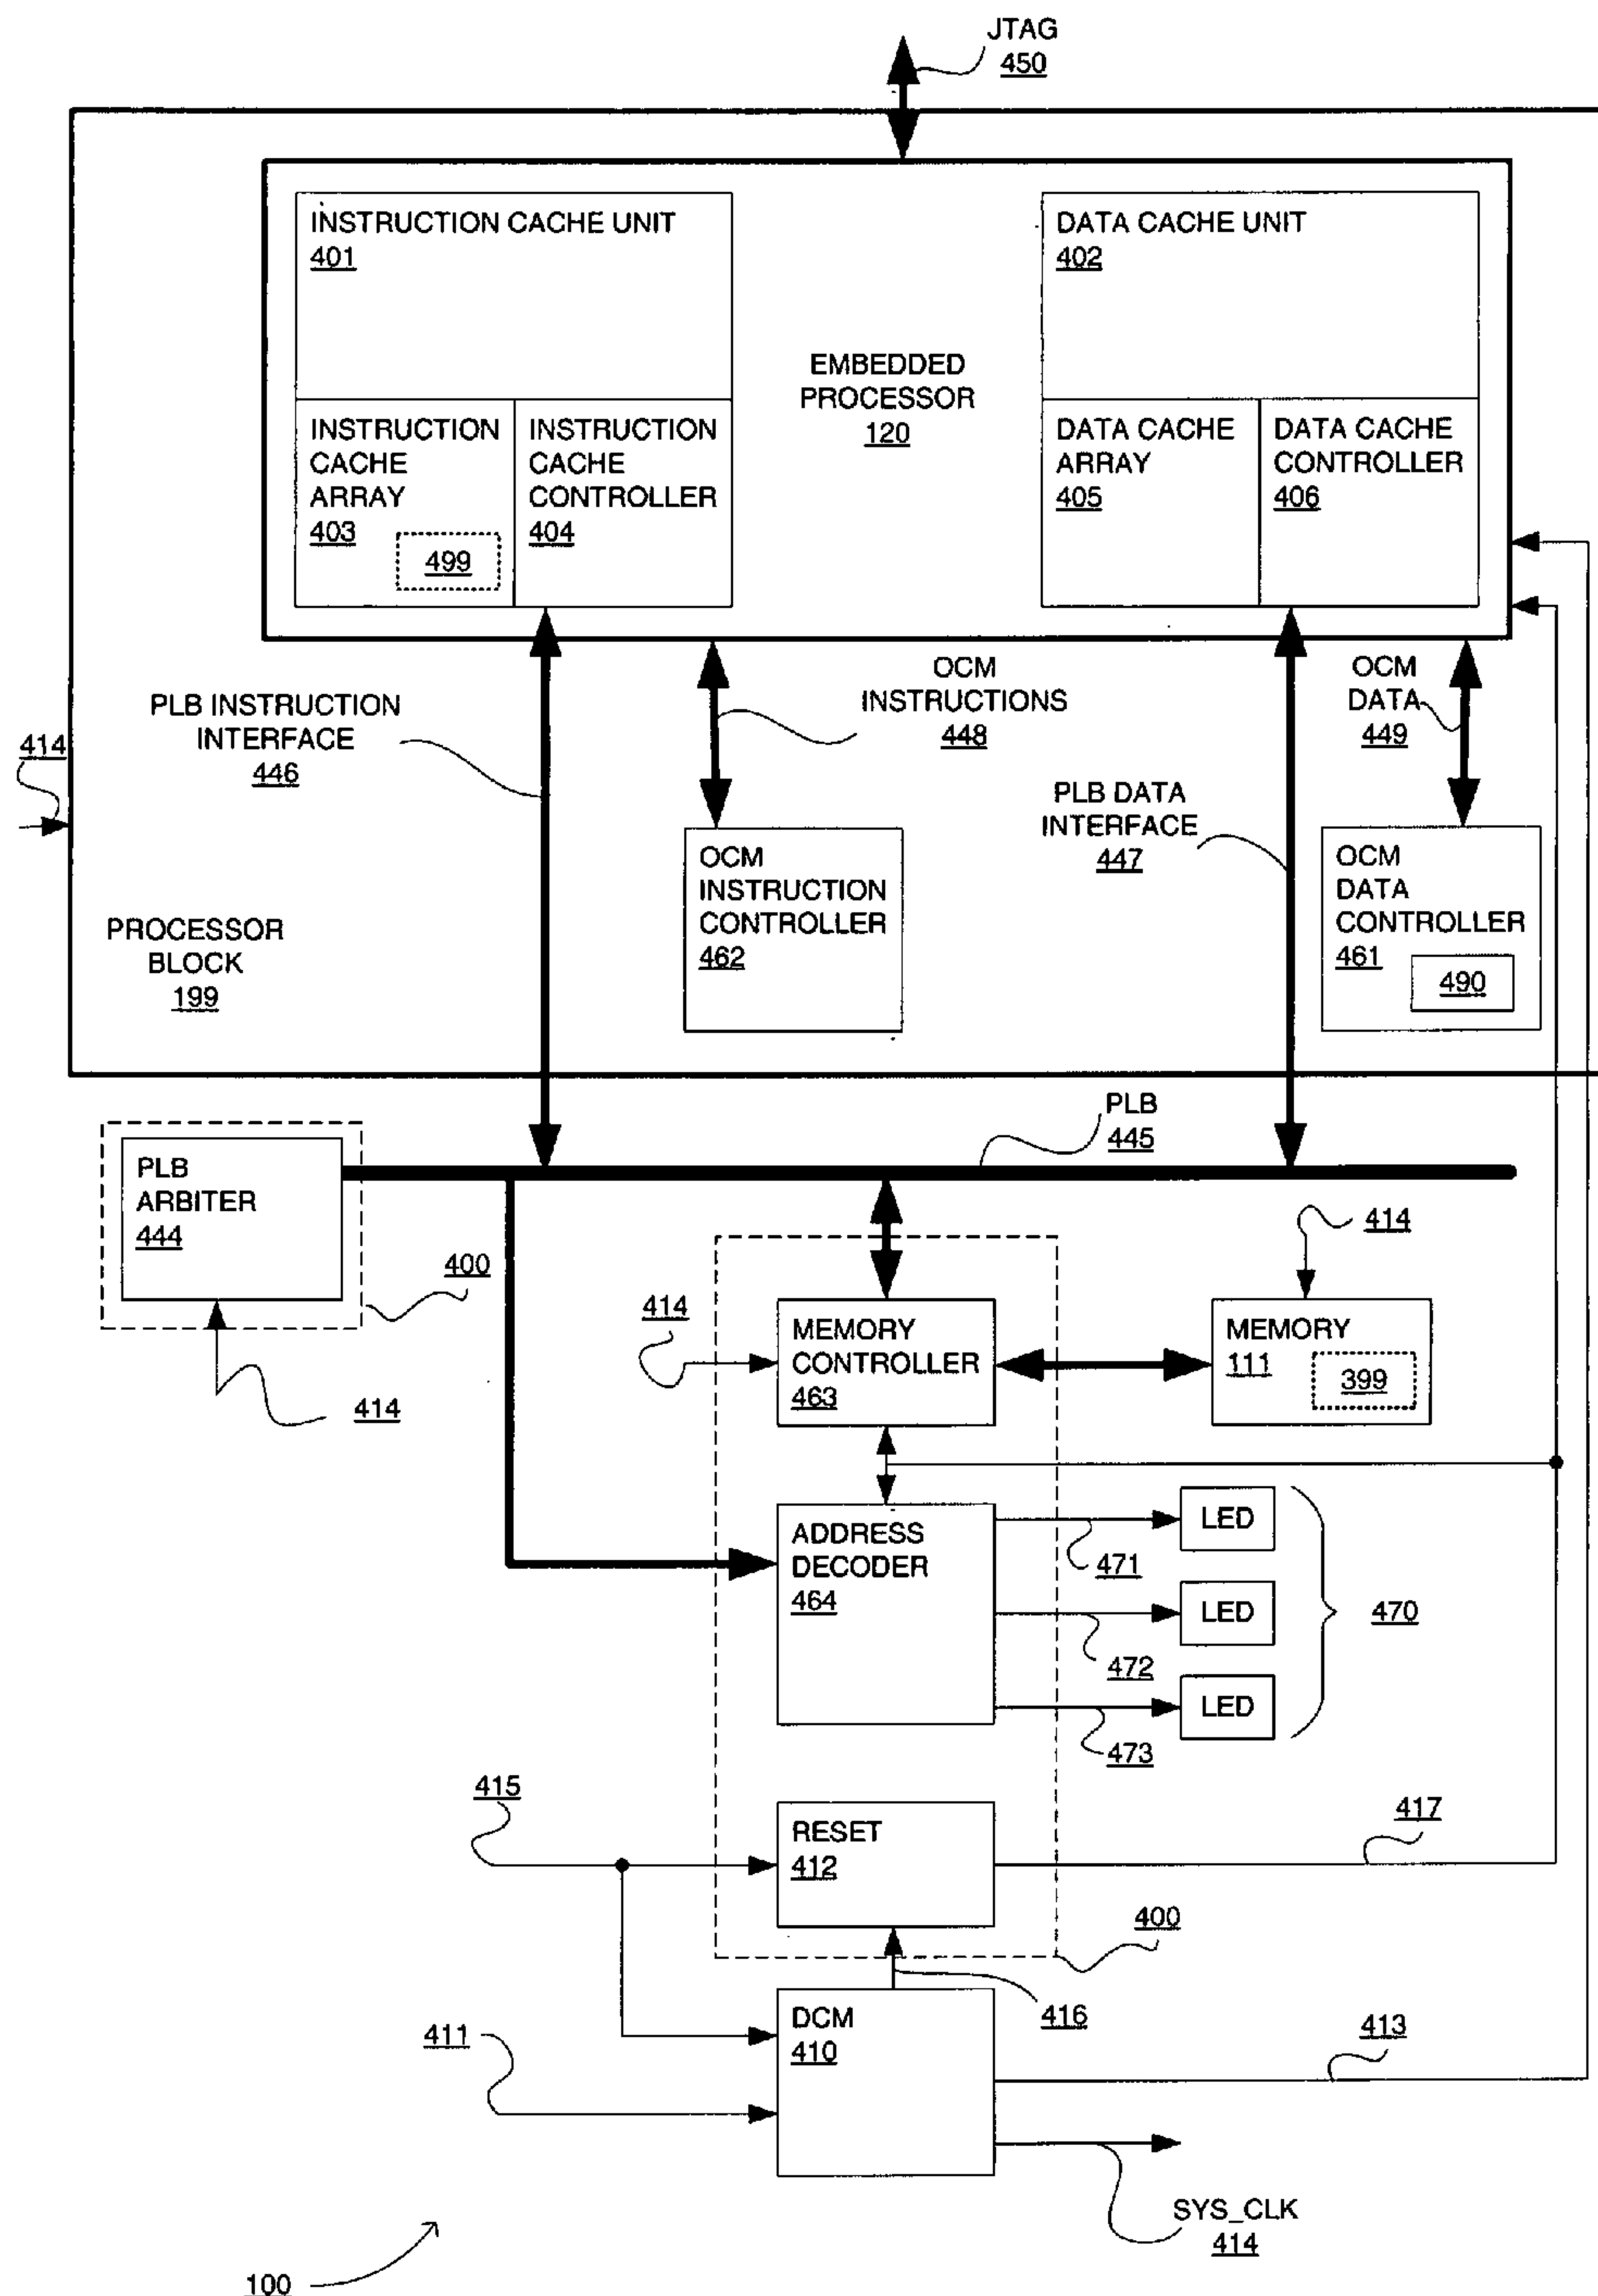 JTAG
450
INSTRUCTION CACHE UNIT
401
DATA CACHE UNIT
402
EMBEDDED
PROCESSOR
120
INSTRUCTION
CACHE
ARRAY
403
499
INSTRUCTION
CACHE
CONTROLLER
404
DATA CACHE
ARRAY
405
DATA CACHE
CONTROLLER
406
PLB INSTRUCTION
INTERFACE
446
OCM
INSTRUCTIONS
448
OCM
DATA
449
414
PLB DATA
INTERFACE
447
OCM
INSTRUCTION
CONTROLLER
462
OCM
DATA
CONTROLLER
461
490
PROCESSOR
BLOCK
199
PLB
445
PLB
ARBITER
444
400
414
414
414
MEMORY
CONTROLLER
463
MEMORY
111
399
ADDRESS
DECODER
464
LED
471
LED
472
LED
473
470
415
RESET
412
417
400
416
411
DCM
410
413
SYS_CLK
414
100